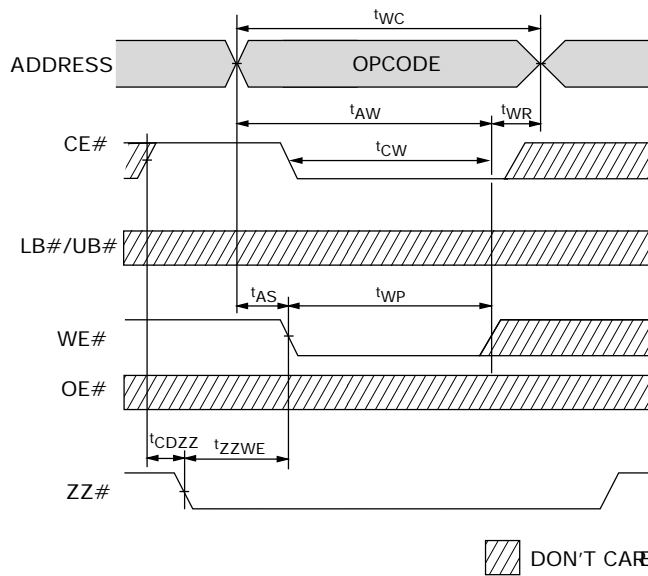 tWC
ADDRESS
OPCODE
tAW
tWR
CE#
tCW
LB#/UB#
tAS
tWP
WE#
OE#
tCDZZ
tZZWE
ZZ#
DON'T CARE